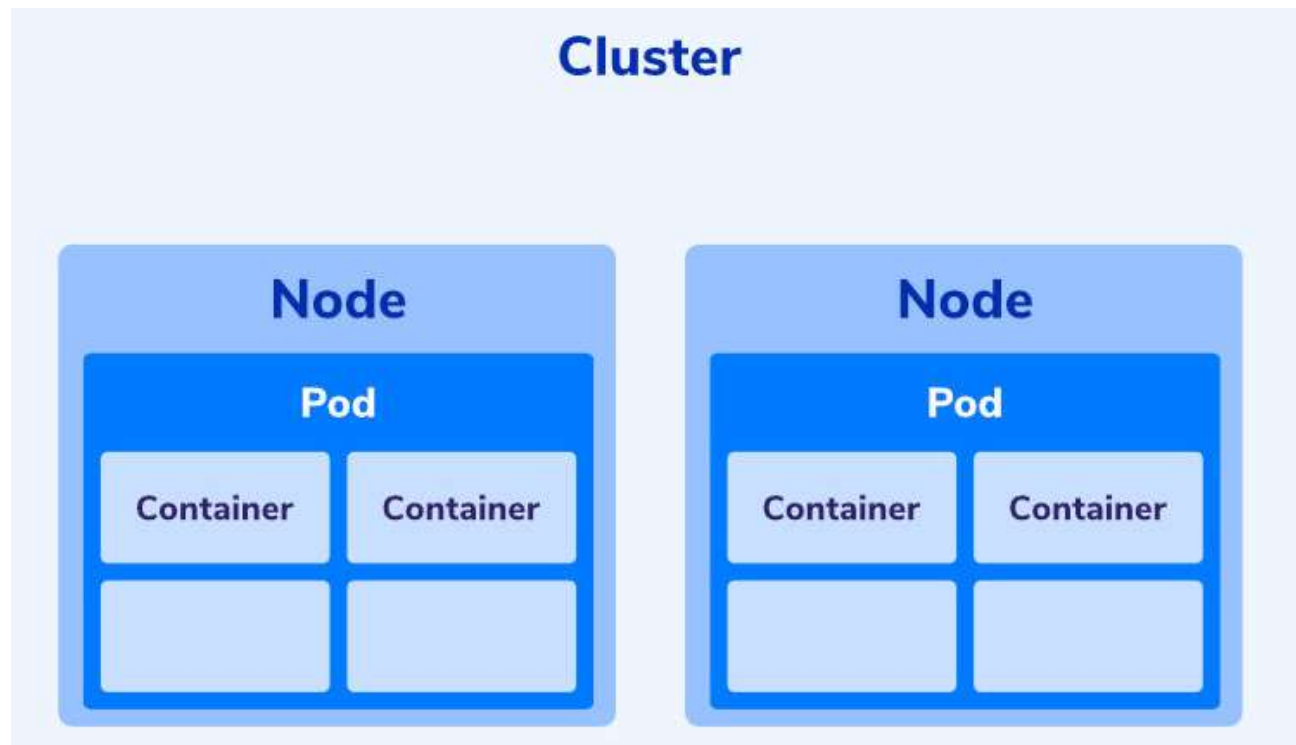 Cluster
Node
Node
Pod
Pod
Container
Container
Container
Container